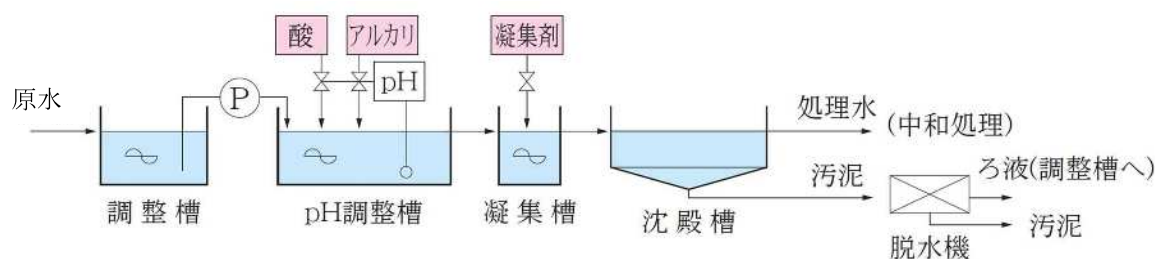 酸
アルカリ
凝集剤
pH
原水
P
処理水
(中和処理)
汚泥
ろ液(調整槽へ)
汚泥
調整槽
pH調整槽
凝集槽
沈殿槽
脱水機